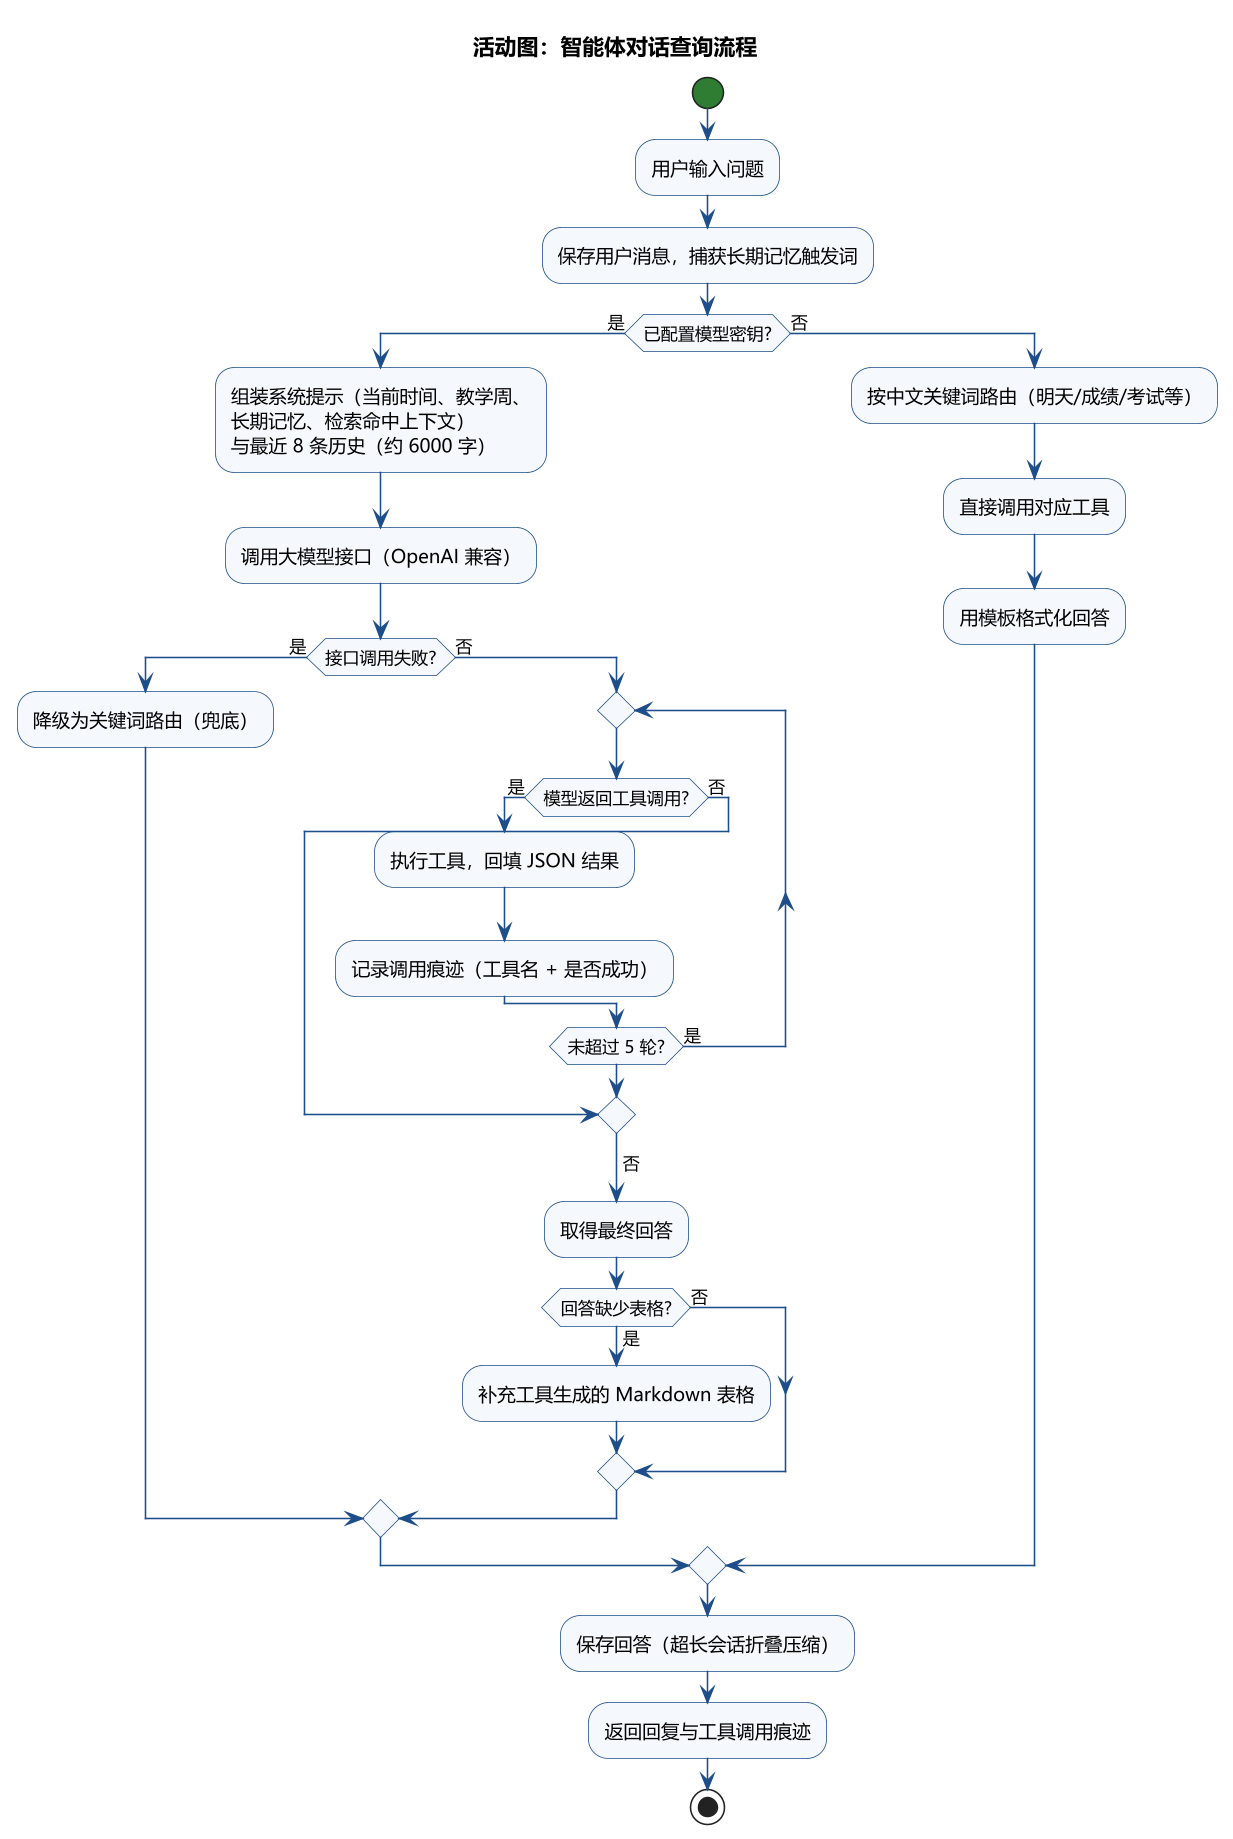 活动图：智能体对话查询流程
用户输入问题
保存用户消息，捕获长期记忆触发词
是
已配置模型密钥?
否
组装系统提示（当前时间、教学周、
长期记忆、检索命中上下文）
与最近 8 条历史（约 6000 字）
按中文关键词路由（明天/成绩/考试等）
直接调用对应工具
调用大模型接口（OpenAI 兼容）
用模板格式化回答
是
接口调用失败?
否
降级为关键词路由（兜底）
是
模型返回工具调用?
否
执行工具，回填 JSON 结果
记录调用痕迹（工具名 + 是否成功）
未超过 5 轮?
是
否
取得最终回答
回答缺少表格?
否
是
补充工具生成的 Markdown 表格
保存回答（超长会话折叠压缩）
返回回复与工具调用痕迹